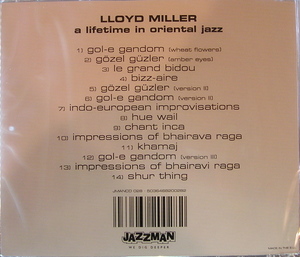 LLOYD MILLER
a lifetime in oriental jazz
1) gol-e gandom (wheat flowers)
2) gözel güzler (amber eyes)
3) le grand bidou
4) bizz-aire
5) gözel güzler (version II)
6) gol-e gandom (version II)
7) indo-european improvisations
8) hue wail
9) chant inca
10) impressions of bhairava raga
11) khamaj
12) gol-e gandom (version III)
13) impressions of bhairavi raga
14) shur thing
JAZZMAN
WE DIG DEEPER